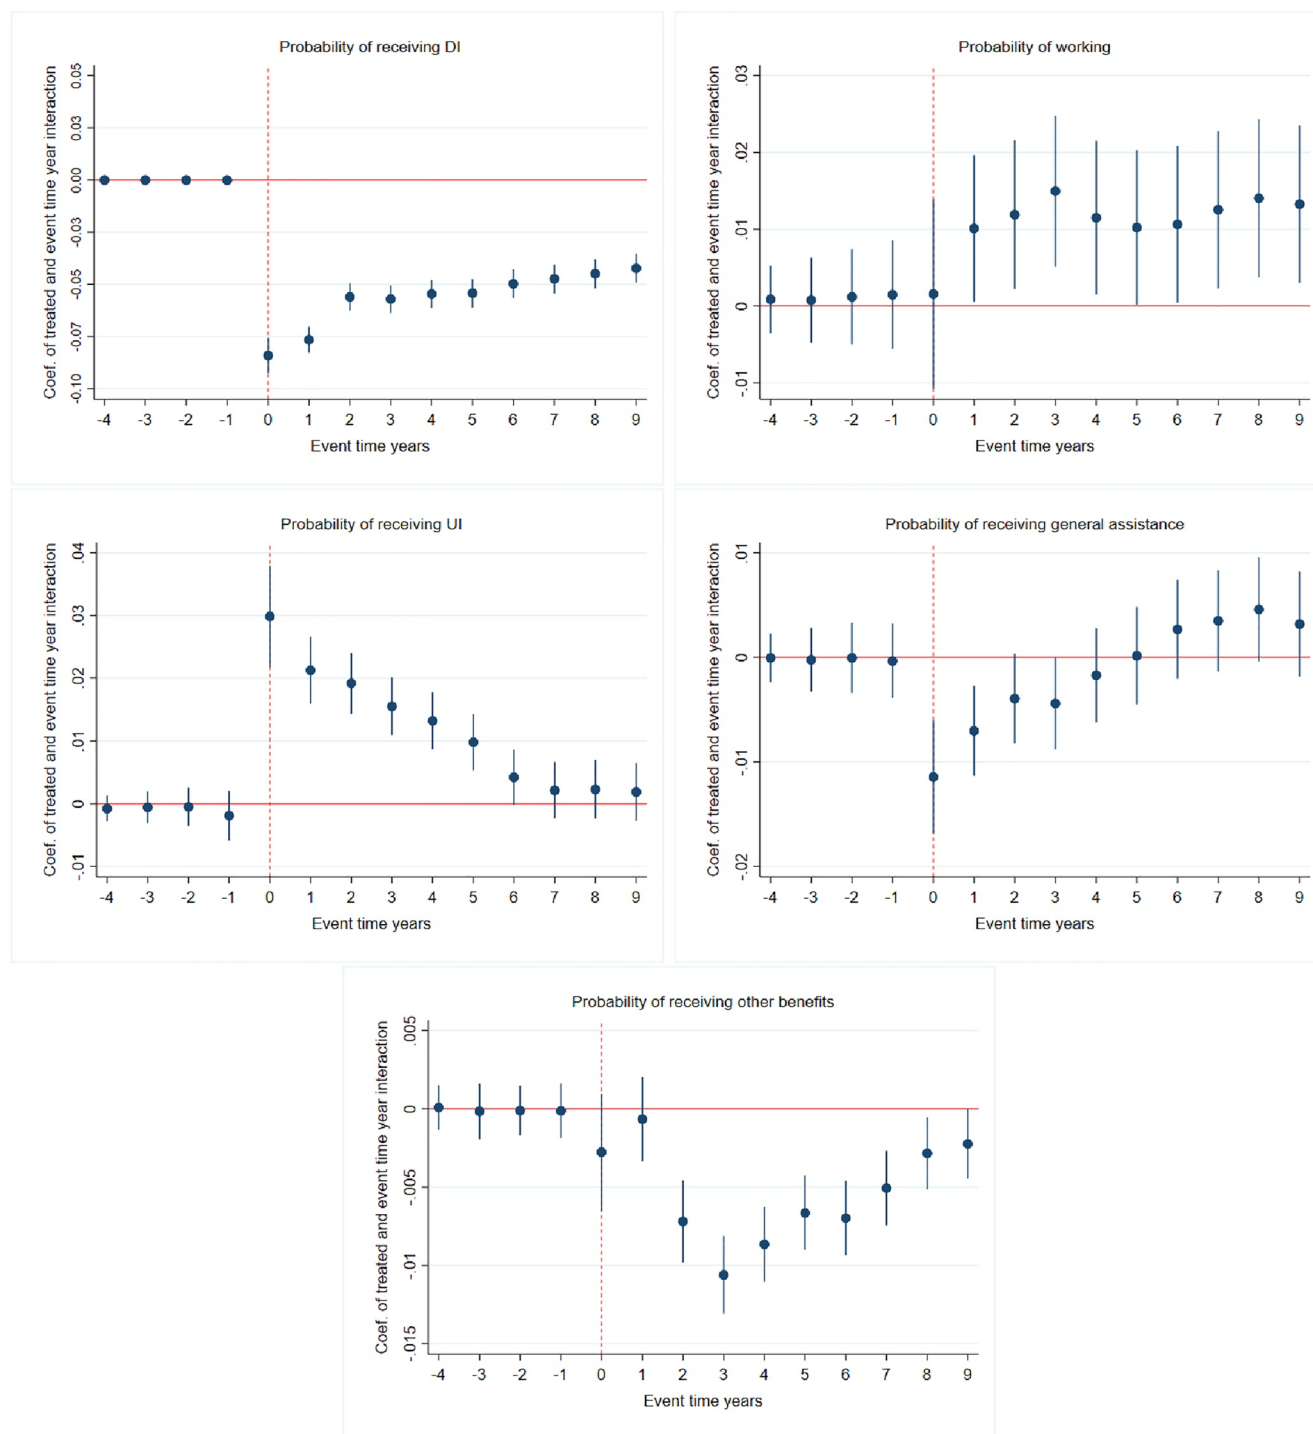 Probability of receiving DI
Coef. of treated and event time year interaction
0.05
0.03
0.00
-0.03
-0.05
-0.07
-0.10
-4 -3 -2 -1 0 1 2 3 4 5 6 7 8 9
Event time years
Probability of working
Coef. of treated and event time year interaction
.03
.02
.01
0
-.01
-4 -3 -2 -1 0 1 2 3 4 5 6 7 8 9
Event time years
Probability of receiving UI
Coef. of treated and event time year interaction
.04
.03
.02
.01
0
-.01
-4 -3 -2 -1 0 1 2 3 4 5 6 7 8 9
Event time years
Probability of receiving general assistance
Coef. of treated and event time year interaction
.01
0
-.01
-.02
-4 -3 -2 -1 0 1 2 3 4 5 6 7 8 9
Event time years
Probability of receiving other benefits
Coef. of treated and event time year interaction
.005
0
-.005
-.01
-.015
-4 -3 -2 -1 0 1 2 3 4 5 6 7 8 9
Event time years